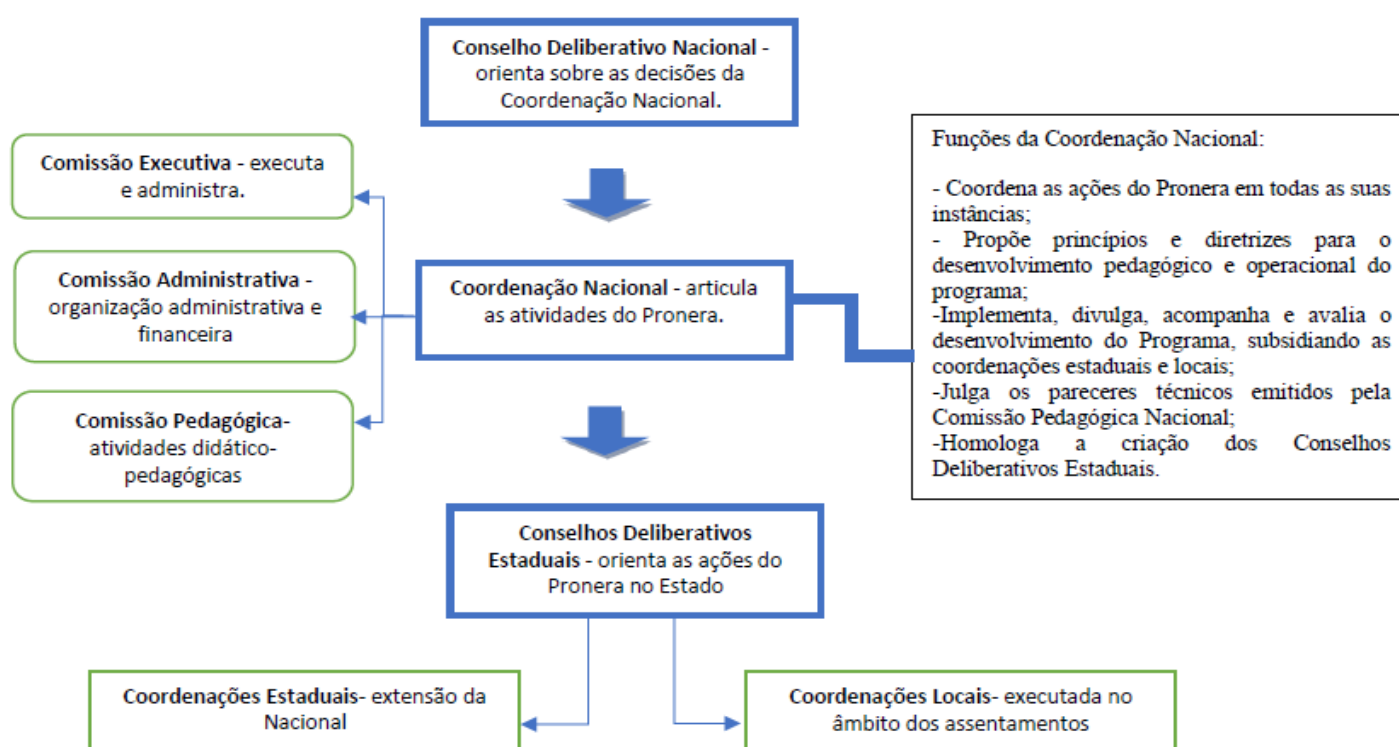 Conselho Deliberativo Nacional -
orienta sobre as decisões da
Coordenação Nacional.
Comissão Executiva - executa
e administra.
Comissão Administrativa -
organização administrativa e
financeira
Comissão Pedagógica-
atividades didático-
pedagógicas
Coordenação Nacional - articula
as atividades do Pronera.
Funções da Coordenação Nacional:
- Coordena as ações do Pronera em todas as suas
instâncias;
- Propõe princípios e diretrizes para o
desenvolvimento pedagógico e operacional do
programa;
-Implementa, divulga, acompanha e avalia o
desenvolvimento do Programa, subsidiando as
coordenações estaduais e locais;
-Julga os pareceres técnicos emitidos pela
Comissão Pedagógica Nacional;
-Homologa a criação dos Conselhos
Deliberativos Estaduais.
Conselhos Deliberativos
Estaduais - orienta as ações do
Pronera no Estado
Coordenações Estaduais- extensão da
Nacional
Coordenações Locais- executada no
âmbito dos assentamentos